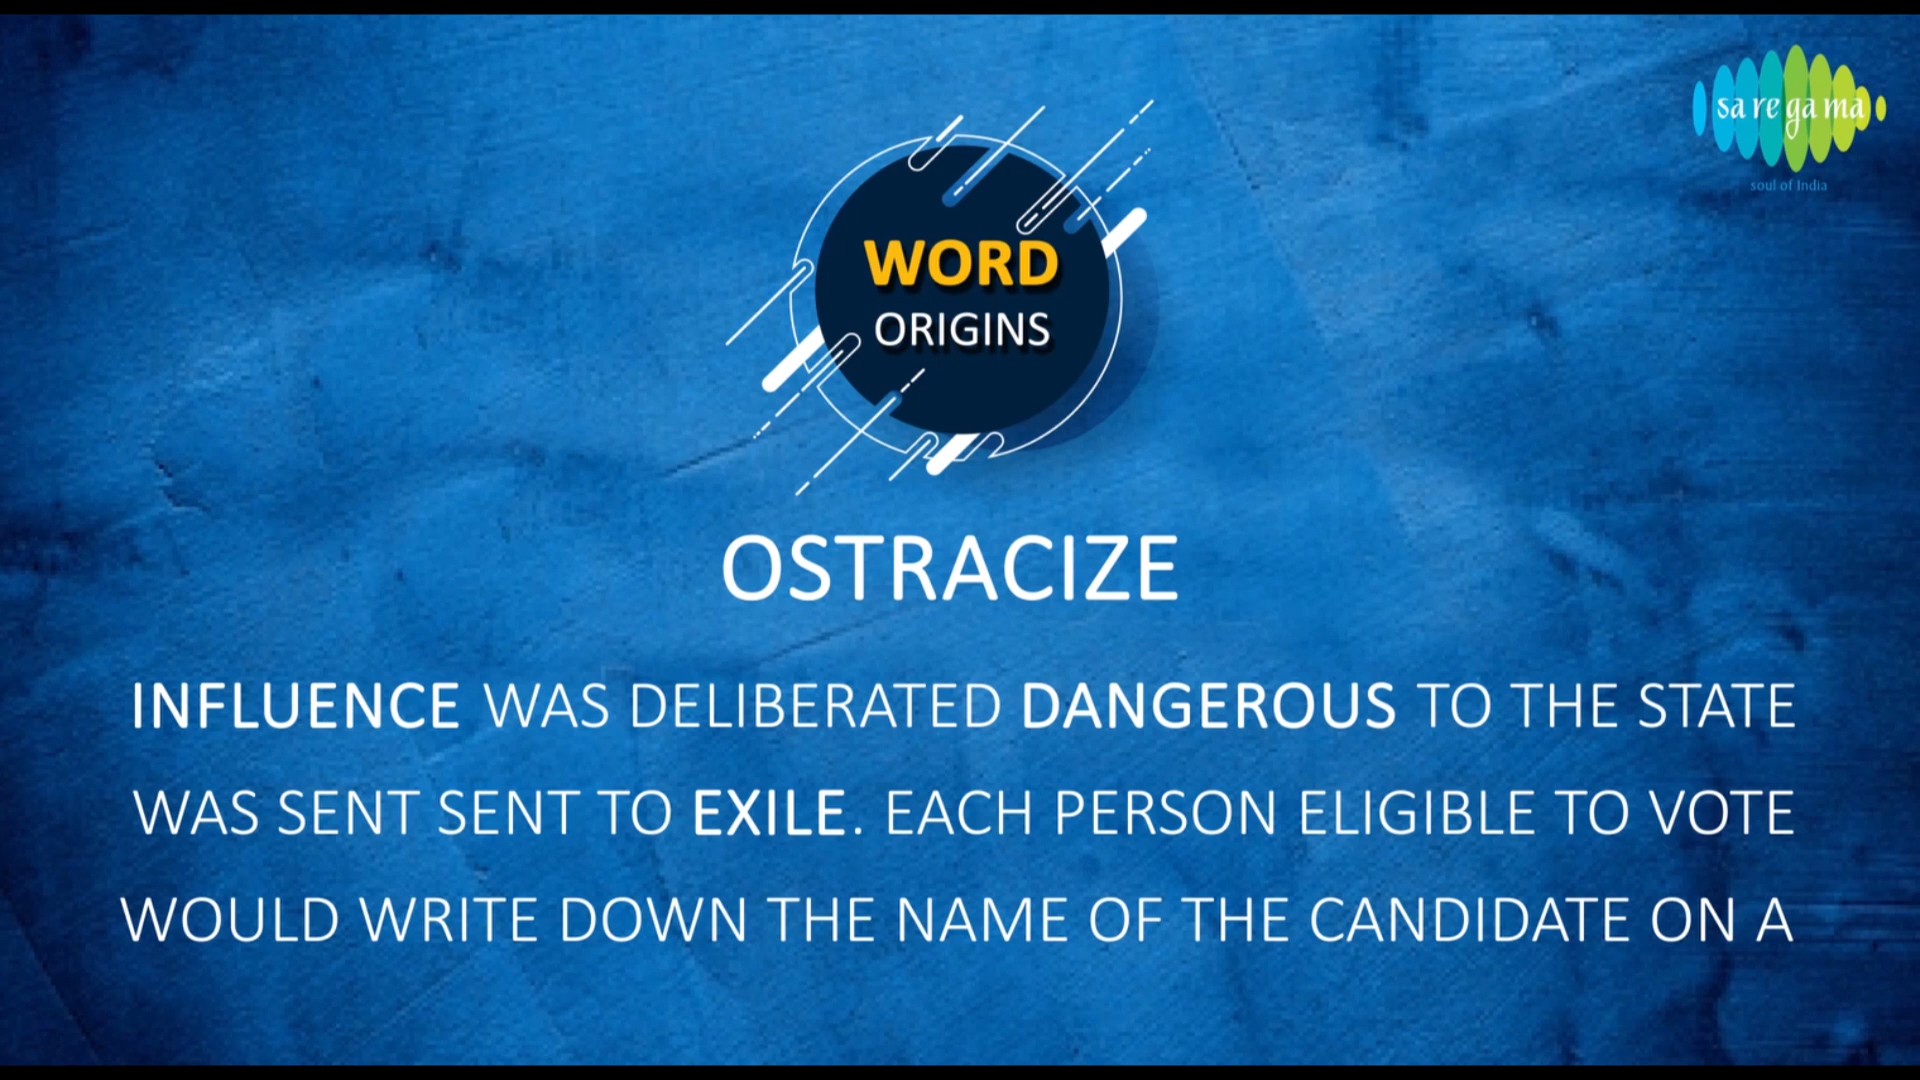 sa re ga ma
soul of India
WORD
ORIGINS
OSTRACIZE
INFLUENCE WAS DELIBERATED DANGEROUS TO THE STATE
WAS SENT SENT TO EXILE. EACH PERSON ELIGIBLE TO VOTE
WOULD WRITE DOWN THE NAME OF THE CANDIDATE ON A